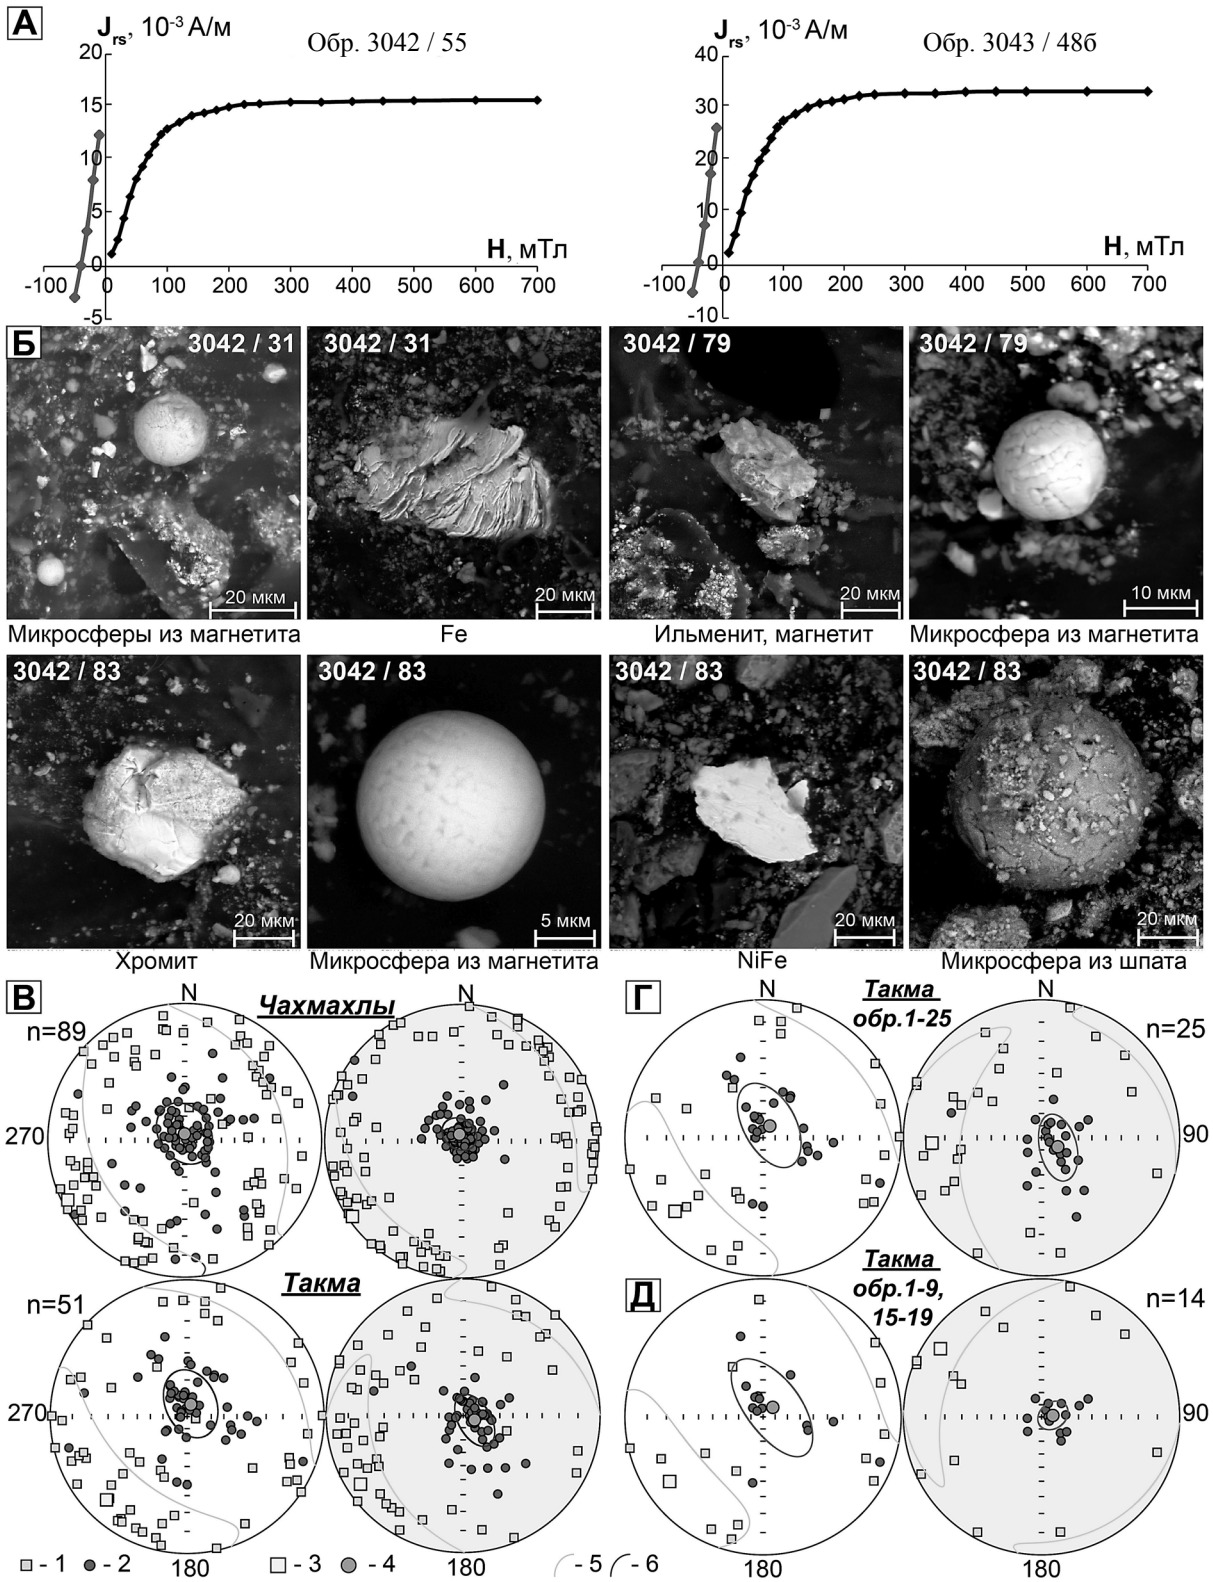 А
Jrs, 10-3 А/м
Обр. 3042 / 55
20
15
10
5
0
-5
-100 0 100 200 300 400 500 600 700
H, мТл
Jrs, 10-3 А/м
Обр. 3043 / 48б
40
30
20
10
0
-10
-100 0 100 200 300 400 500 600 700
H, мТл
Б
3042 / 31
20 мкм
3042 / 31
20 мкм
3042 / 79
20 мкм
3042 / 79
10 мкм
Микросферы из магнетита
Fe
Ильменит, магнетит
Микросфера из магнетита
3042 / 83
20 мкм
3042 / 83
5 мкм
3042 / 83
20 мкм
3042 / 83
20 мкм
Хромит
Микросфера из магнетита
NiFe
Микросфера из шпата
В
N
Чахмахлы
N
n=89
270
Г
N
Такма
обр.1-25
N
n=25
90
Такма
n=51
270
180
180
Д
Такма
обр.1-9,
15-19
n=14
90
180
180
- 1 - 2 - 3 - 4 - 5 - 6